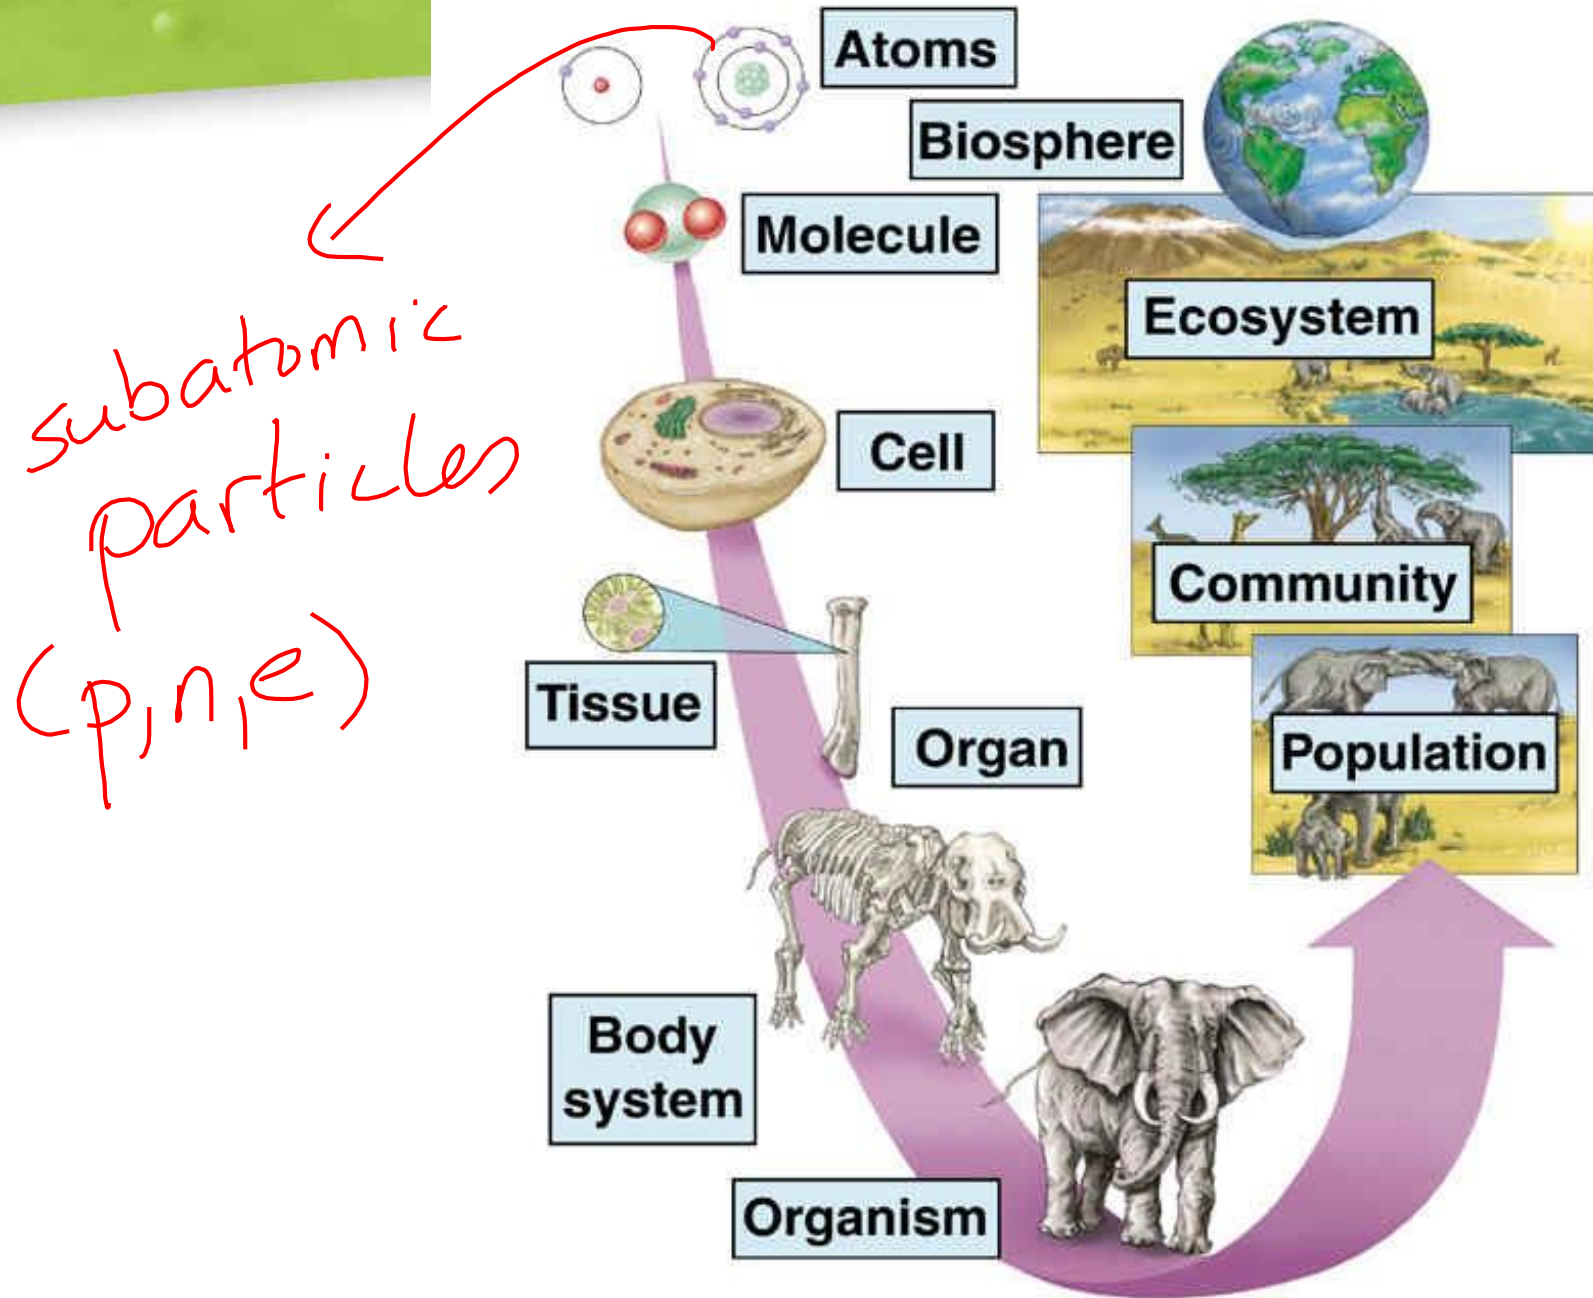 Atoms
Biosphere
Molecule
Ecosystem
subatomic
particles
(p,n,e)
Cell
Community
Tissue
Organ
Population
Body
system
Organism